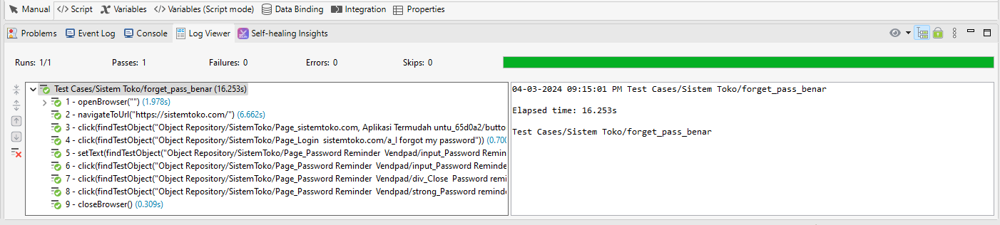 Manual Script Variables Variables (Script mode) Data Binding Integration Properties
Problems Event Log Console Log Viewer Self-healing Insights
Runs: 1/1 Passes: 1 Failures: 0 Errors: 0 Skips: 0
Test Cases/Sistem Toko/forget_pass_benar (16.253s)
1 - openBrowser("") (1.978s)
2 - navigateToUrl("https://sistemtoko.com/") (6.662s)
3 - click(findTestObject("Object Repository/SistemToko/Page_sistemtoko.com, Aplikasi Termudah untu_65d0a2/butto
4 - click(findTestObject("Object Repository/SistemToko/Page_Login sistemtoko.com/a_I forgot my password")) (0.700
5 - setText(findTestObject("Object Repository/SistemToko/Page_Password Reminder Vendpad/input_Password Remin
6 - click(findTestObject("Object Repository/SistemToko/Page_Password Reminder Vendpad/input_Password Reminde
7 - click(findTestObject("Object Repository/SistemToko/Page_Password Reminder Vendpad/div_Close Password remi
8 - click(findTestObject("Object Repository/SistemToko/Page_Password Reminder Vendpad/strong_Password reminde
9 - closeBrowser() (0.309s)
04-03-2024 09:15:01 PM Test Cases/Sistem Toko/forget_pass_benar
Elapsed time: 16.253s
Test Cases/Sistem Toko/forget_pass_benar